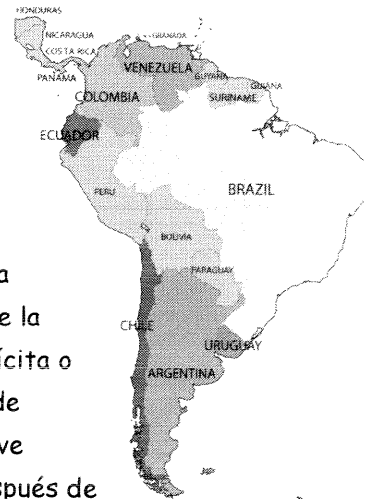 HONDURAS
NICARAGUA
COSTA RICA
GRANADA
PANAMA
VENEZUELA
GUYANA
GUIANA
COLOMBIA
SURINAME
ECUADOR
PERU
BRAZIL
BOLIVIA
PARAGUAY
CHILE
URUGUAY
ARGENTINA
a
e la
ícita o
de
ve
spués de